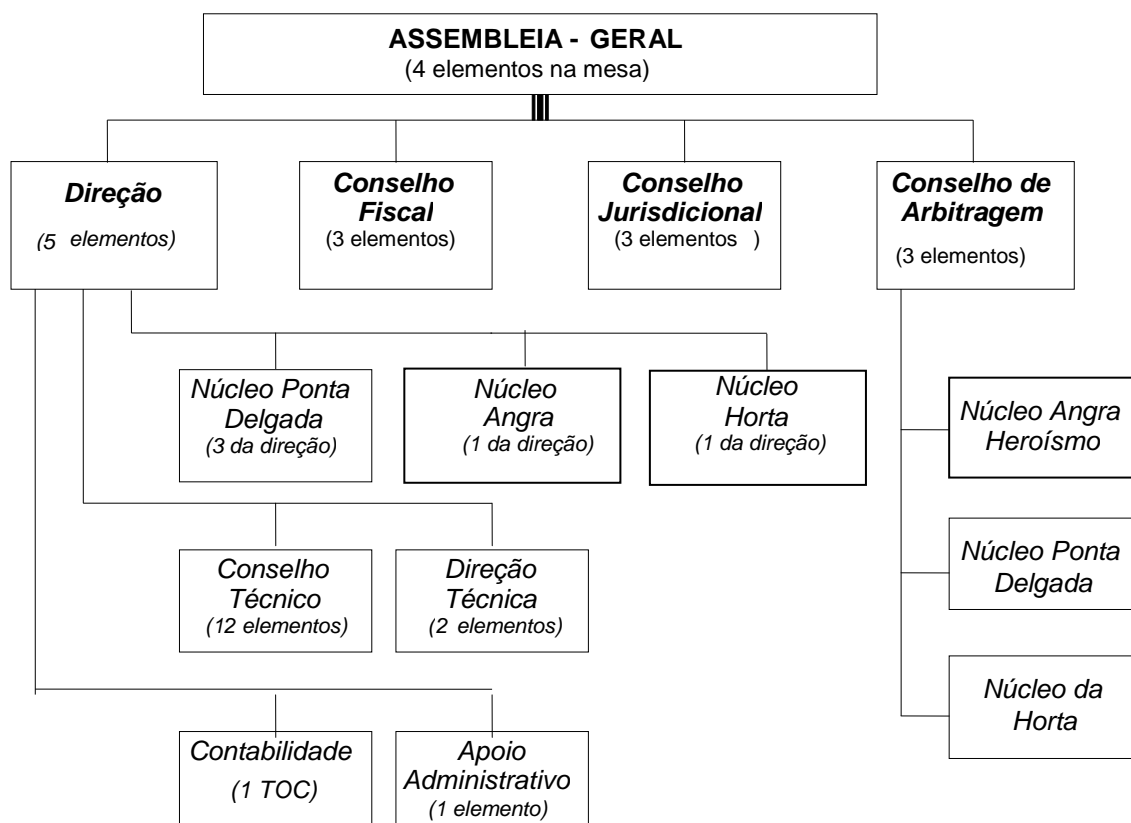 ASSEMBLEIA - GERAL
(4 elementos na mesa)
Direção
(5 elementos)
Conselho
Fiscal
(3 elementos)
Conselho
Jurisdicional
(3 elementos )
Conselho de
Arbitragem
(3 elementos)
Núcleo Ponta
Delgada
(3 da direção)
Núcleo
Angra
(1 da direção)
Núcleo
Horta
(1 da direção)
Núcleo Angra
Heroísmo
Conselho
Técnico
(12 elementos)
Direção
Técnica
(2 elementos)
Núcleo Ponta
Delgada
Núcleo da
Horta
Contabilidade
(1 TOC)
Apoio
Administrativo
(1 elemento)